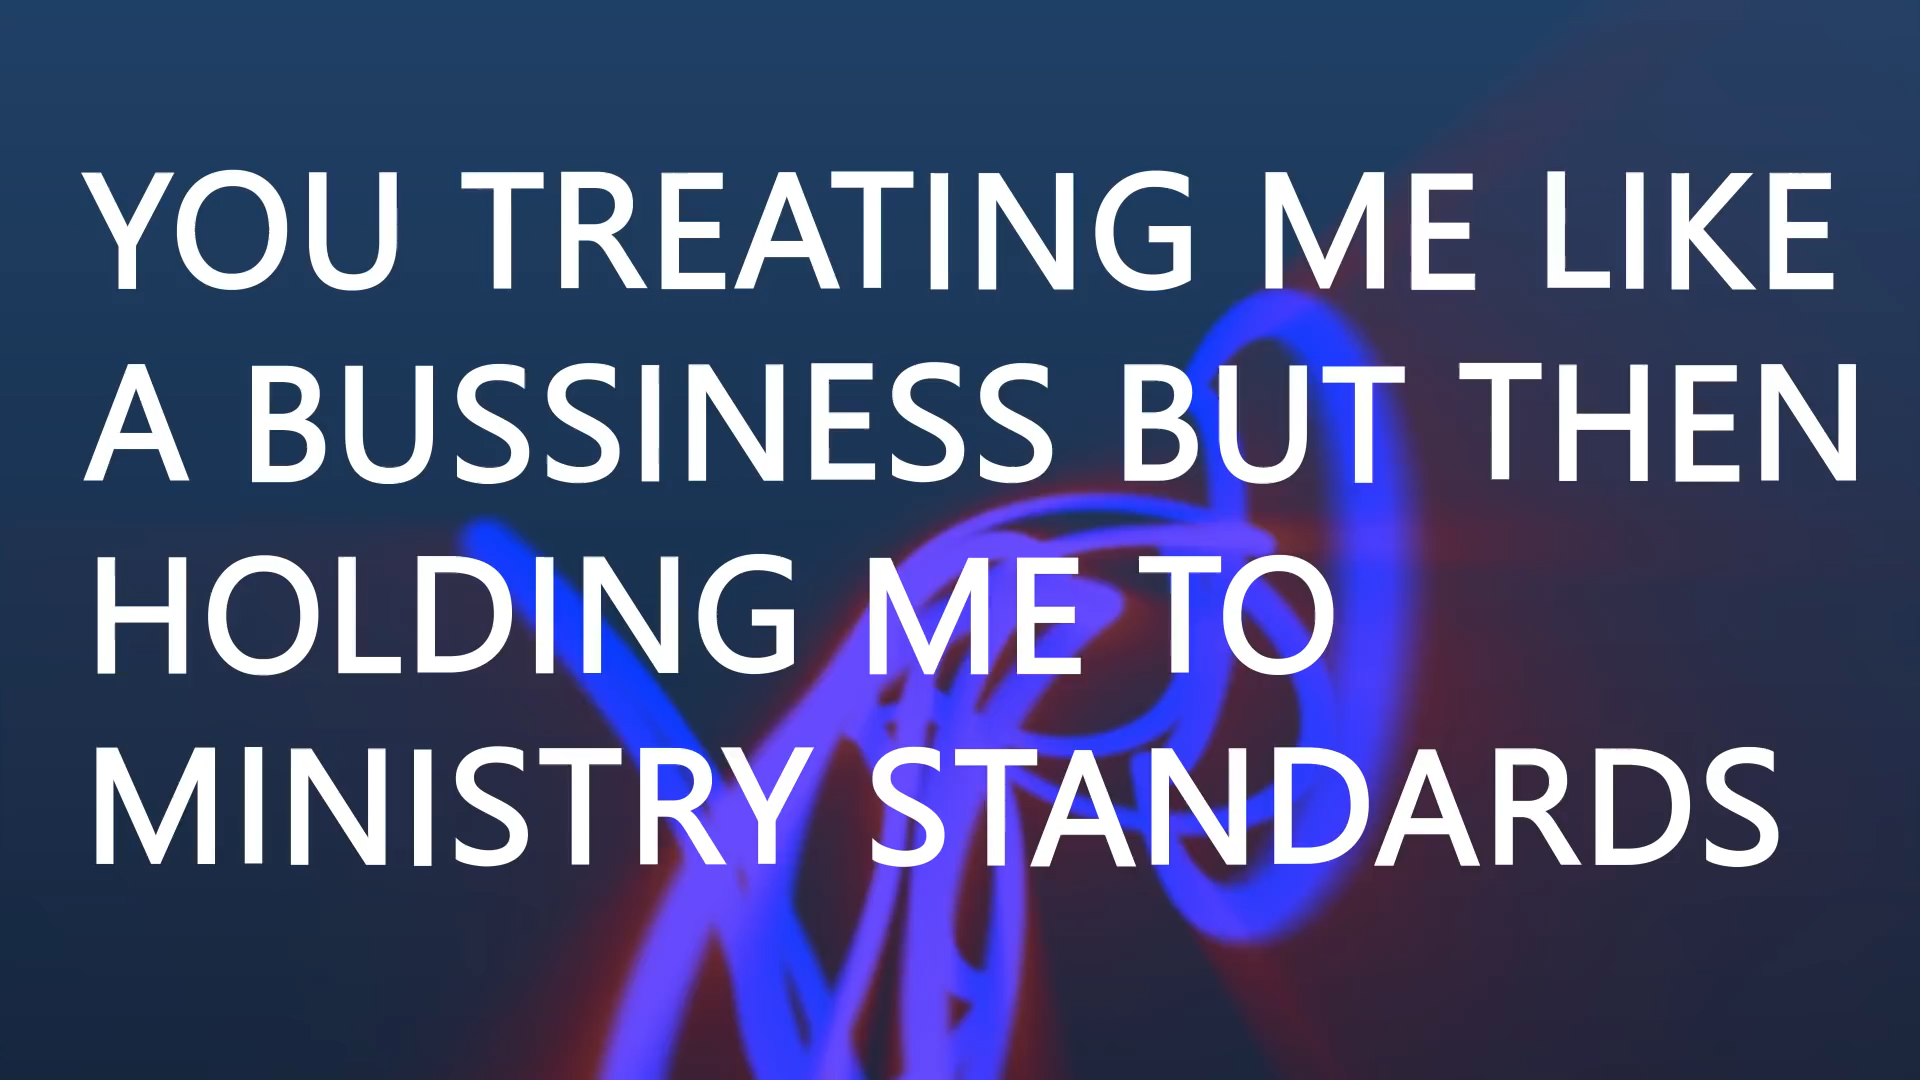 YOU TREATING ME LIKE
A BUSSINESS BUT THEN
HOLDING ME TO
MINISTRY STANDARDS